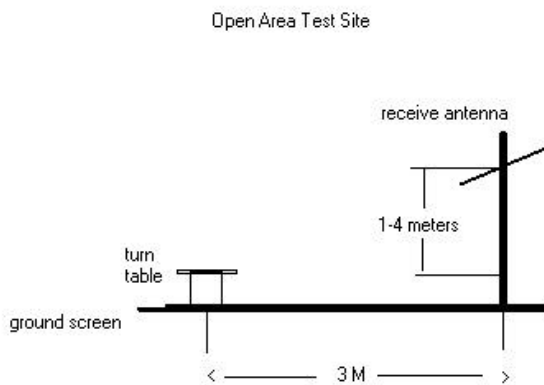 Open Area Test Site
receive antenna
1-4 meters
turn
table
ground screen
3 M